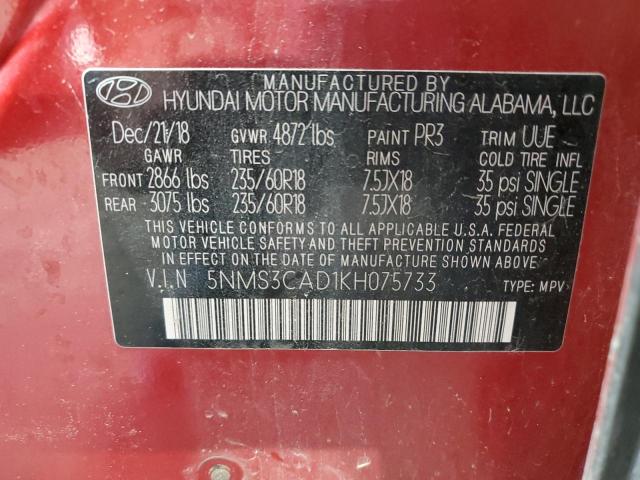 MANUFACTURED BY
HYUNDAI MOTOR MANUFACTURING ALABAMA, LLC
Dec/21/18 GVWR 4872 lbs PAINT PR3 TRIM UUE
GAWR TIRES RIMS COLD TIRE INFL
FRONT 2866 lbs 235/60R18 7.5JX18 35 psi SINGLE
REAR 3075 lbs 235/60R18 7.5JX18 35 psi SINGLE
THIS VEHICLE CONFORMS TO ALL APPLICABLE U.S.A. FEDERAL
MOTOR VEHICLE SAFETY CONFORMS BUMPER, AND THEFT PREVENTION STANDARDS
IN EFFECT ON THE DATE OF MANUFACTURE SHOWN ABOVE.
V.I.N 5NMS3CAD1KH075733 TYPE: MPV